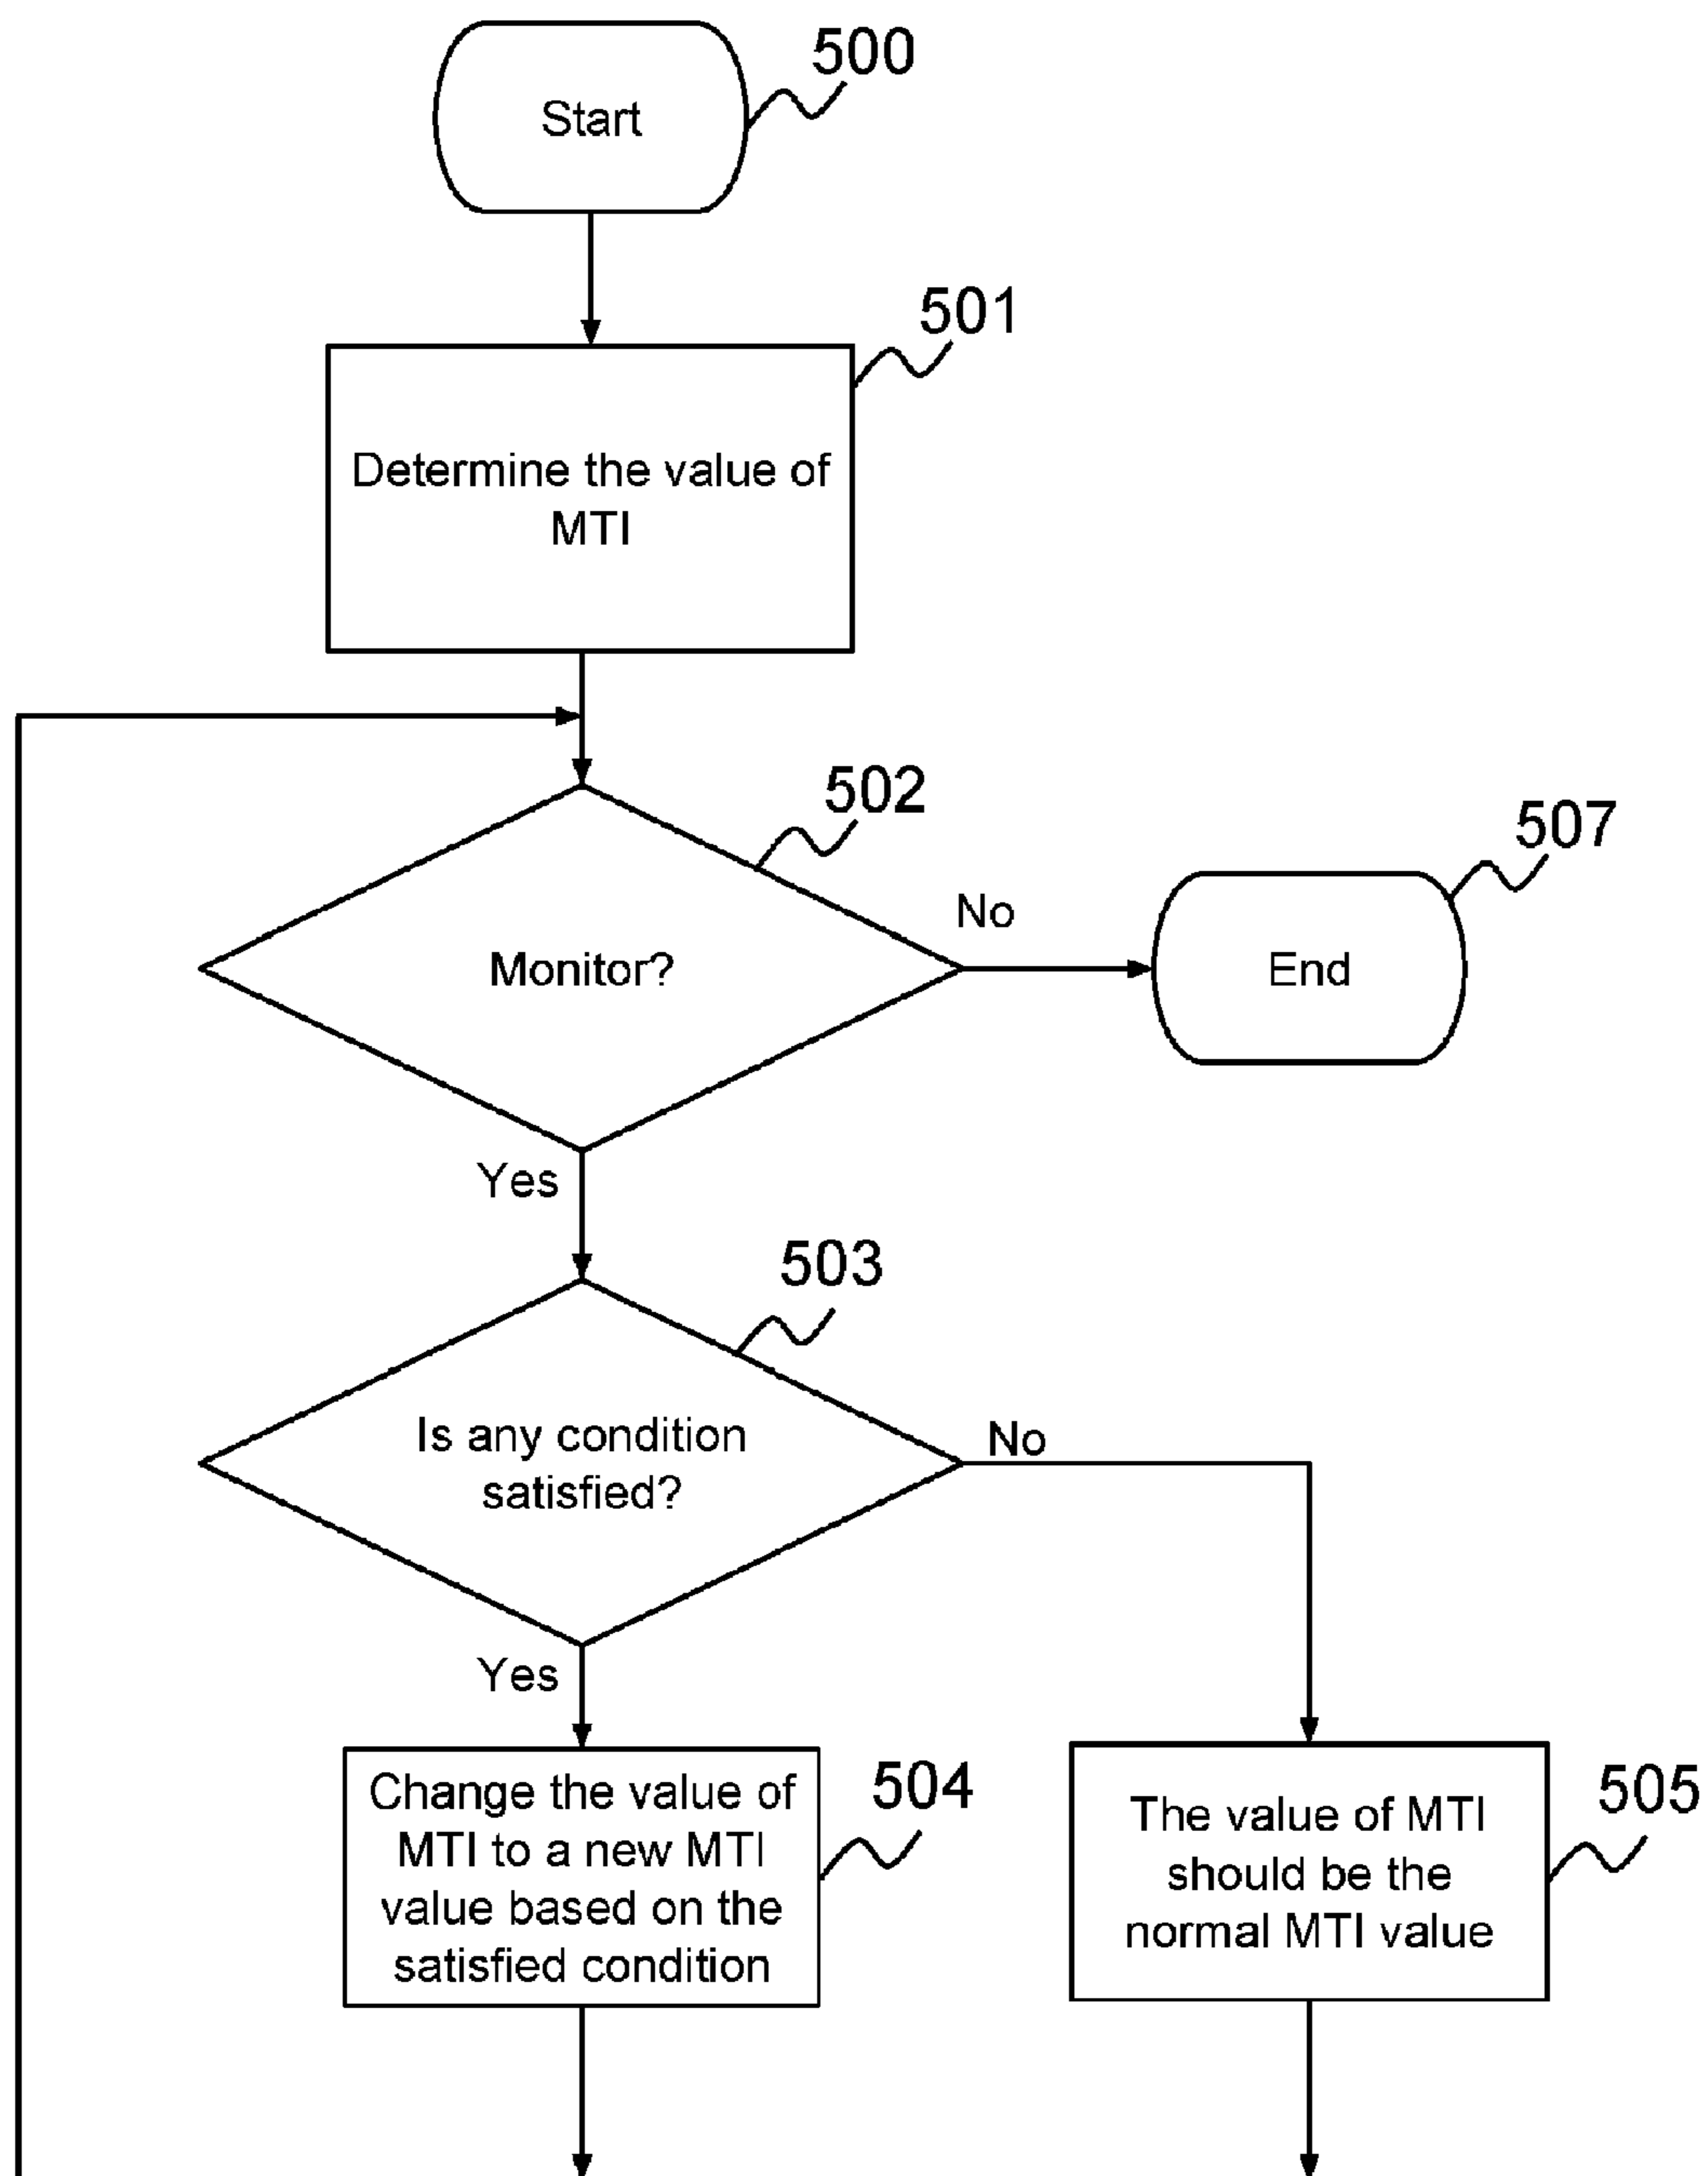 500
Start
501
Determine the value of
MTI
502
Monitor?
No
507
End
Yes
503
Is any condition
satisfied?
No
Yes
504
Change the value of
MTI to a new MTI
value based on the
satisfied condition
505
The value of MTI
should be the
normal MTI value